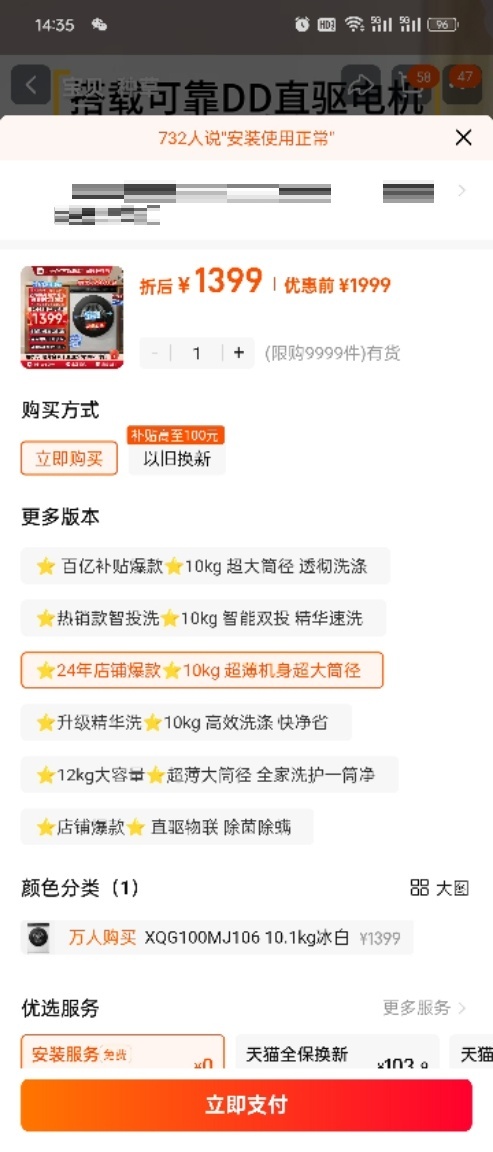 14:35
HD2
5G
5G
96
宝贝
58
47
搭载可靠DD直驱电机
732人说"安装使用正常"
1399
折后¥1399
优惠前¥1999
- 1 + (限购9999件)有货
购买方式
补贴高至100元
立即购买
以旧换新
更多版本
⭐ 百亿补贴爆款⭐10kg 超大筒径 透彻洗涤
⭐热销款智投洗⭐10kg 智能双投 精华速洗
⭐24年店铺爆款⭐10kg 超薄机身超大筒径
⭐升级精华洗⭐10kg 高效洗涤 快净省
⭐12kg大容量⭐超薄大筒径 全家洗护一筒净
⭐店铺爆款⭐ 直驱物联 除菌除螨
颜色分类（1）
大图
万人购买 XQG100MJ106 10.1kg冰白 ¥1399
优选服务
更多服务
安装服务 免费 ¥0
天猫全保换新 ¥103.9
天猫
立即支付